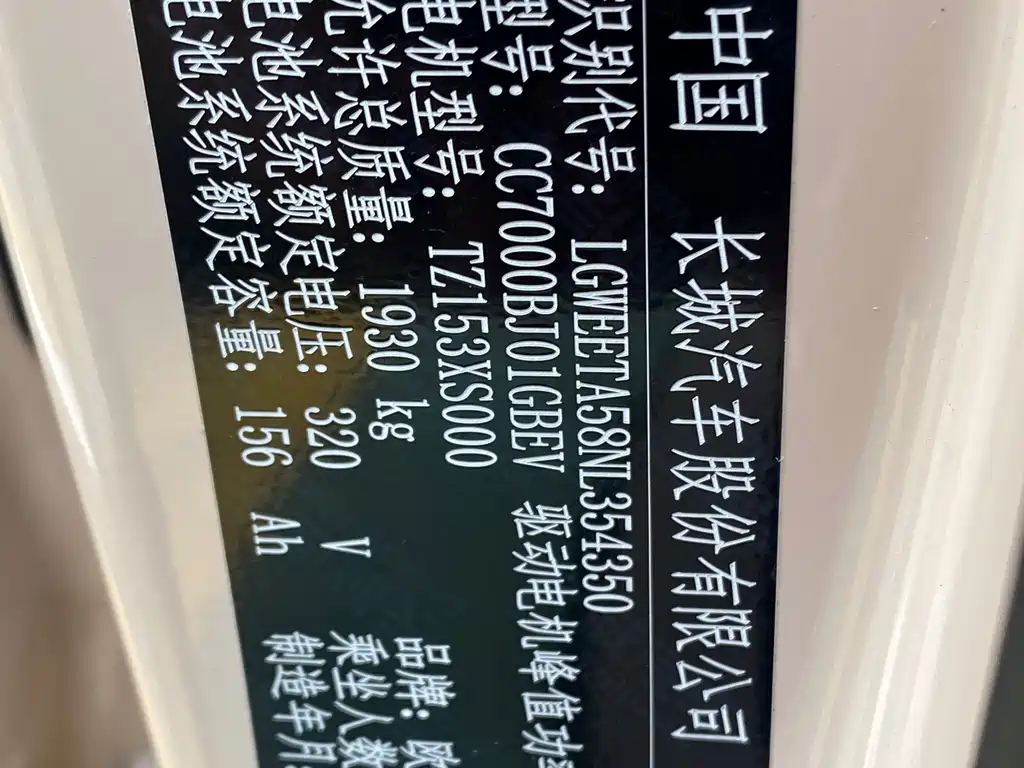 中国 长城汽车股份有限公司
识别代号: LGWEETA58NL354350
型号: CC7000BJ01GBEV 驱动电机峰值功
电机型号: TZ153XS000
允许总质量: 1930 kg 品牌: 欧
电池系统额定电压: 320 V 乘坐人数
电池系统额定容量: 156 Ah 制造年月